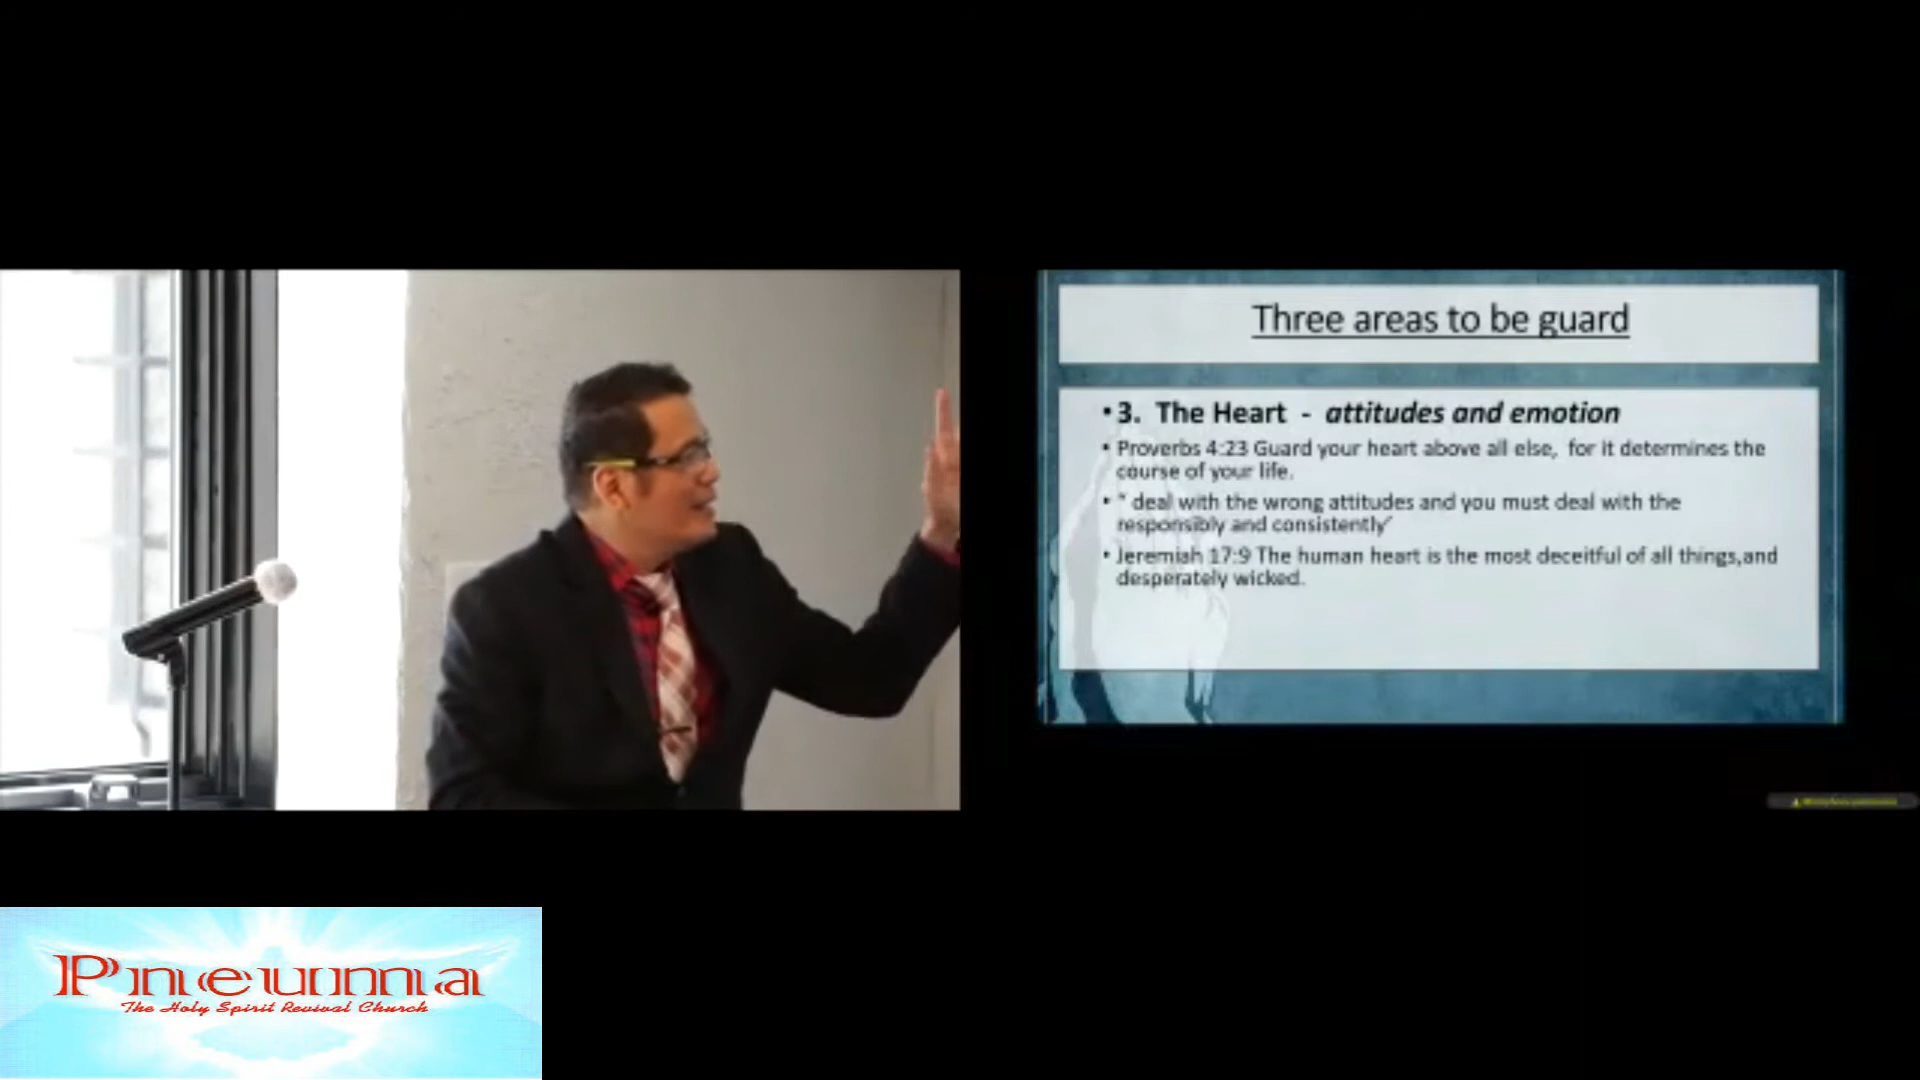 Three areas to be guard
• 3. The Heart - attitudes and emotion
• Proverbs 4:23 Guard your heart above all else, for it determines the
course of your life.
• " deal with the wrong attitudes and you must deal with the
responsibly and consistently"
• Jeremiah 17:9 The human heart is the most deceitful of all things,and
desperately wicked.
Pneuma
The Holy Spirit Revival Church